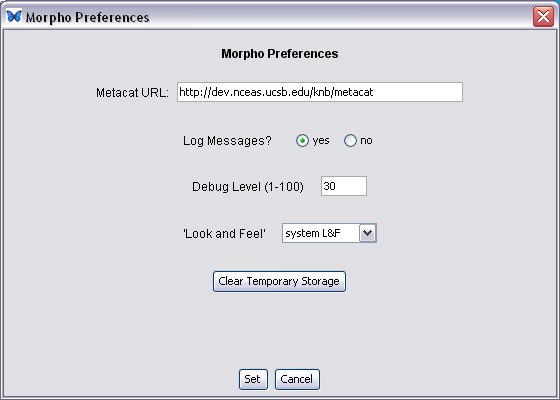 Morpho Preferences
Morpho Preferences
Metacat URL: http://dev.nceas.ucsb.edu/knb/metacat
Log Messages? yes no
Debug Level (1-100) 30
'Look and Feel' system L&F
Clear Temporary Storage
Set Cancel